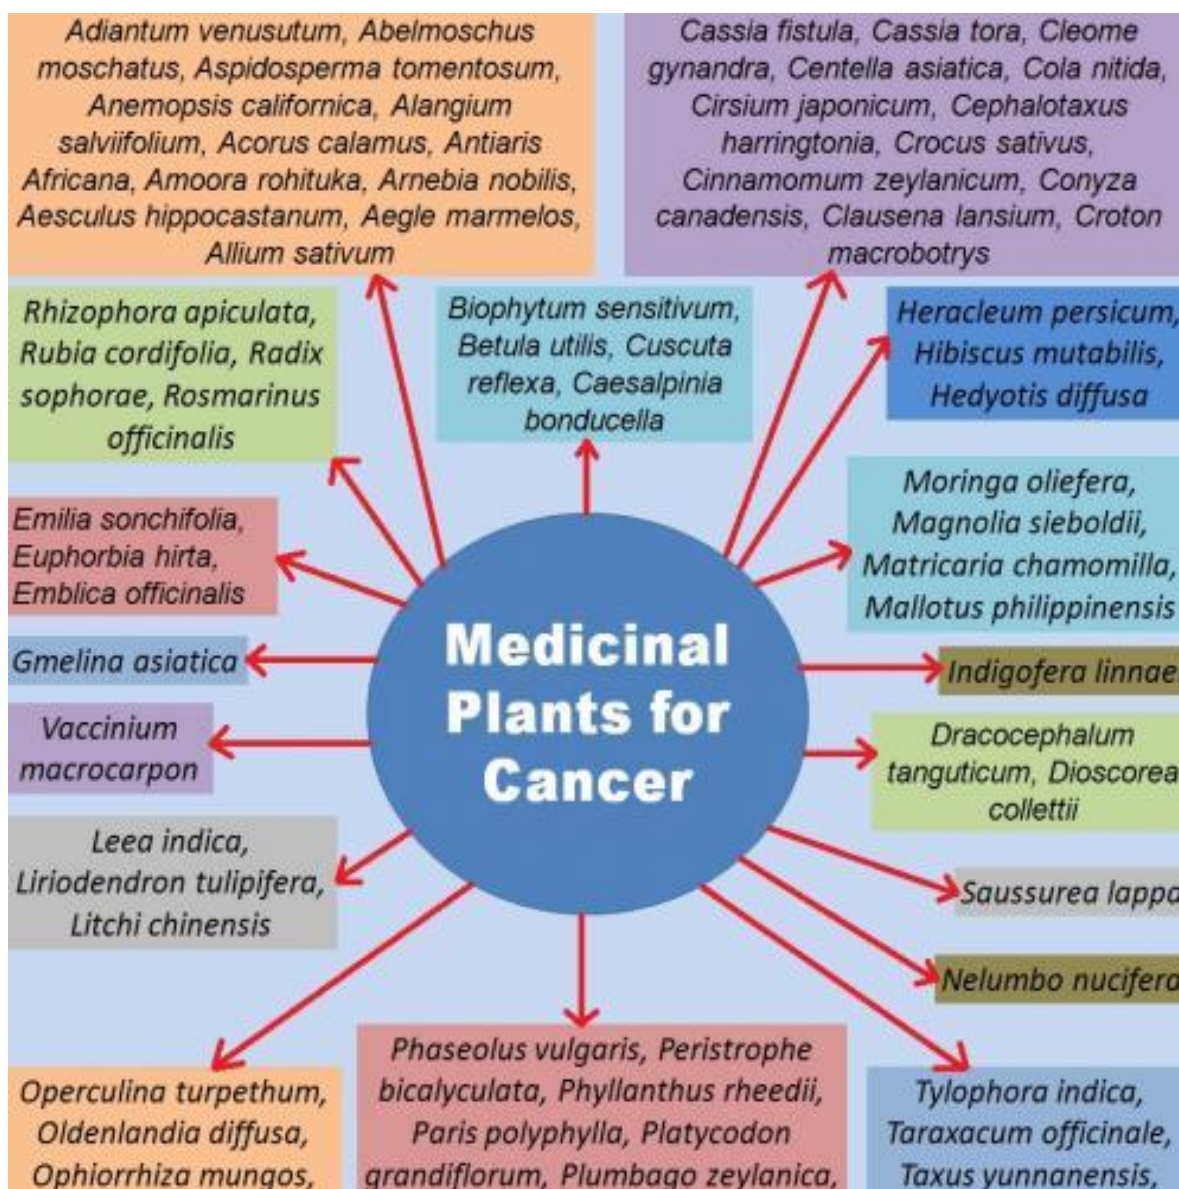 Adiantum venusutum, Abelmoschus
moschatus, Aspidosperma tomentosum,
Anemopsis californica, Alangium
salviifolium, Acorus calamus, Antiaris
Africana, Amoora rohituka, Arnebia nobilis,
Aesculus hippocastanum, Aegle marmelos,
Allium sativum
Cassia fistula, Cassia tora, Cleome
gynandra, Centella asiatica, Cola nitida,
Cirsium japonicum, Cephalotaxus
harringtonia, Crocus sativus,
Cinnamomum zeylanicum, Conyza
canadensis, Clausena lansium, Croton
macrobotrys
Rhizophora apiculata,
Rubia cordifolia, Radix
sophorae, Rosmarinus
officinalis
Biophytum sensitivum,
Betula utilis, Cuscuta
reflexa, Caesalpinia
bonducella
Heracleum persicum,
Hibiscus mutabilis,
Hedyotis diffusa
Emilia sonchifolia,
Euphorbia hirta,
Emblica officinalis
Moringa oliefera,
Magnolia sieboldii,
Matricaria chamomilla,
Mallotus philippinensis
Gmelina asiatica
Medicinal
Plants for
Cancer
Indigofera linnaei
Vaccinium
macrocarpon
Dracocephalum
tanguticum, Dioscorea
collettii
Leea indica,
Liriodendron tulipifera,
Litchi chinensis
Saussurea lappa
Nelumbo nucifera
Operculina turpethum,
Oldenlandia diffusa,
Ophiorrhiza mungos,
Phaseolus vulgaris, Peristrophe
bicalyculata, Phyllanthus rheedii,
Paris polyphylla, Platycodon
grandiflorum, Plumbago zeylanica,
Tylophora indica,
Taraxacum officinale,
Taxus yunnanensis,